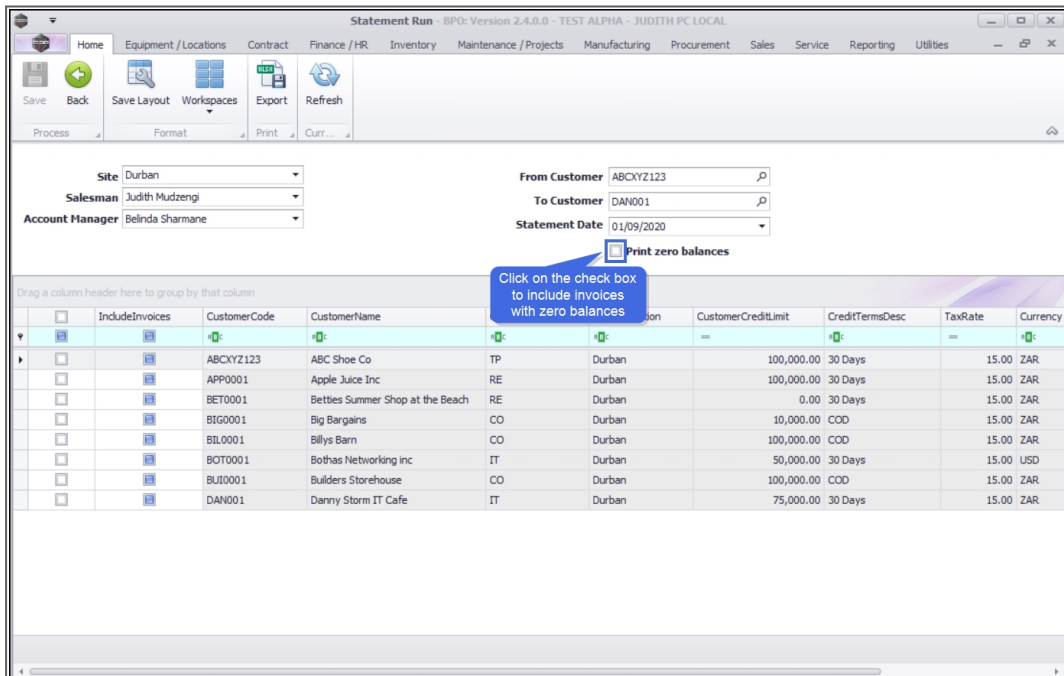 Statement Run - BPO: Version 2.4.0.0 - TEST ALPHA - JUDITH PC LOCAL
Home Equipment / Locations Contract Finance / HR Inventory Maintenance / Projects Manufacturing Procurement Sales Service Reporting Utilities
Save Back Save Layout Workspaces Export Refresh
Process Format Print Curr...
Site Durban
Salesman Judith Mudzengi
Account Manager Belinda Sharmane
From Customer ABCXYZ123
To Customer DAN001
Statement Date 01/09/2020
Print zero balances
Click on the check box
to include invoices
with zero balances
Drag a column header here to group by that column
IncludeInvoices CustomerCode CustomerName CustomerCreditLimit CreditTermsDesc TaxRate Currency
ABCXYZ123 ABC Shoe Co TP Durban 100,000.00 30 Days 15.00 ZAR
APP0001 Apple Juice Inc RE Durban 100,000.00 30 Days 15.00 ZAR
BET0001 Betties Summer Shop at the Beach RE Durban 0.00 30 Days 15.00 ZAR
BIG0001 Big Bargains CO Durban 10,000.00 COD 15.00 ZAR
BIL0001 Billys Barn CO Durban 100,000.00 COD 15.00 ZAR
BOT0001 Bothas Networking inc IT Durban 50,000.00 30 Days 15.00 USD
BUI0001 Builders Storehouse CO Durban 100,000.00 COD 15.00 ZAR
DAN001 Danny Storm IT Cafe IT Durban 75,000.00 30 Days 15.00 ZAR